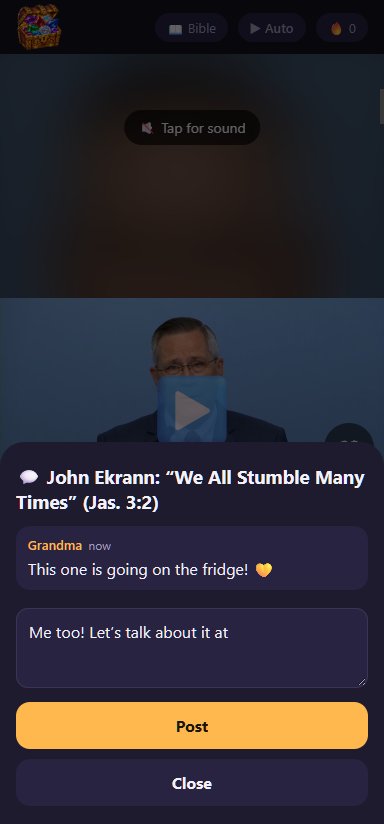 Bible
Auto
0
Tap for sound
John Ekrann: “We All Stumble Many
Times” (Jas. 3:2)
Grandma now
This one is going on the fridge!
Me too! Let’s talk about it at
Post
Close